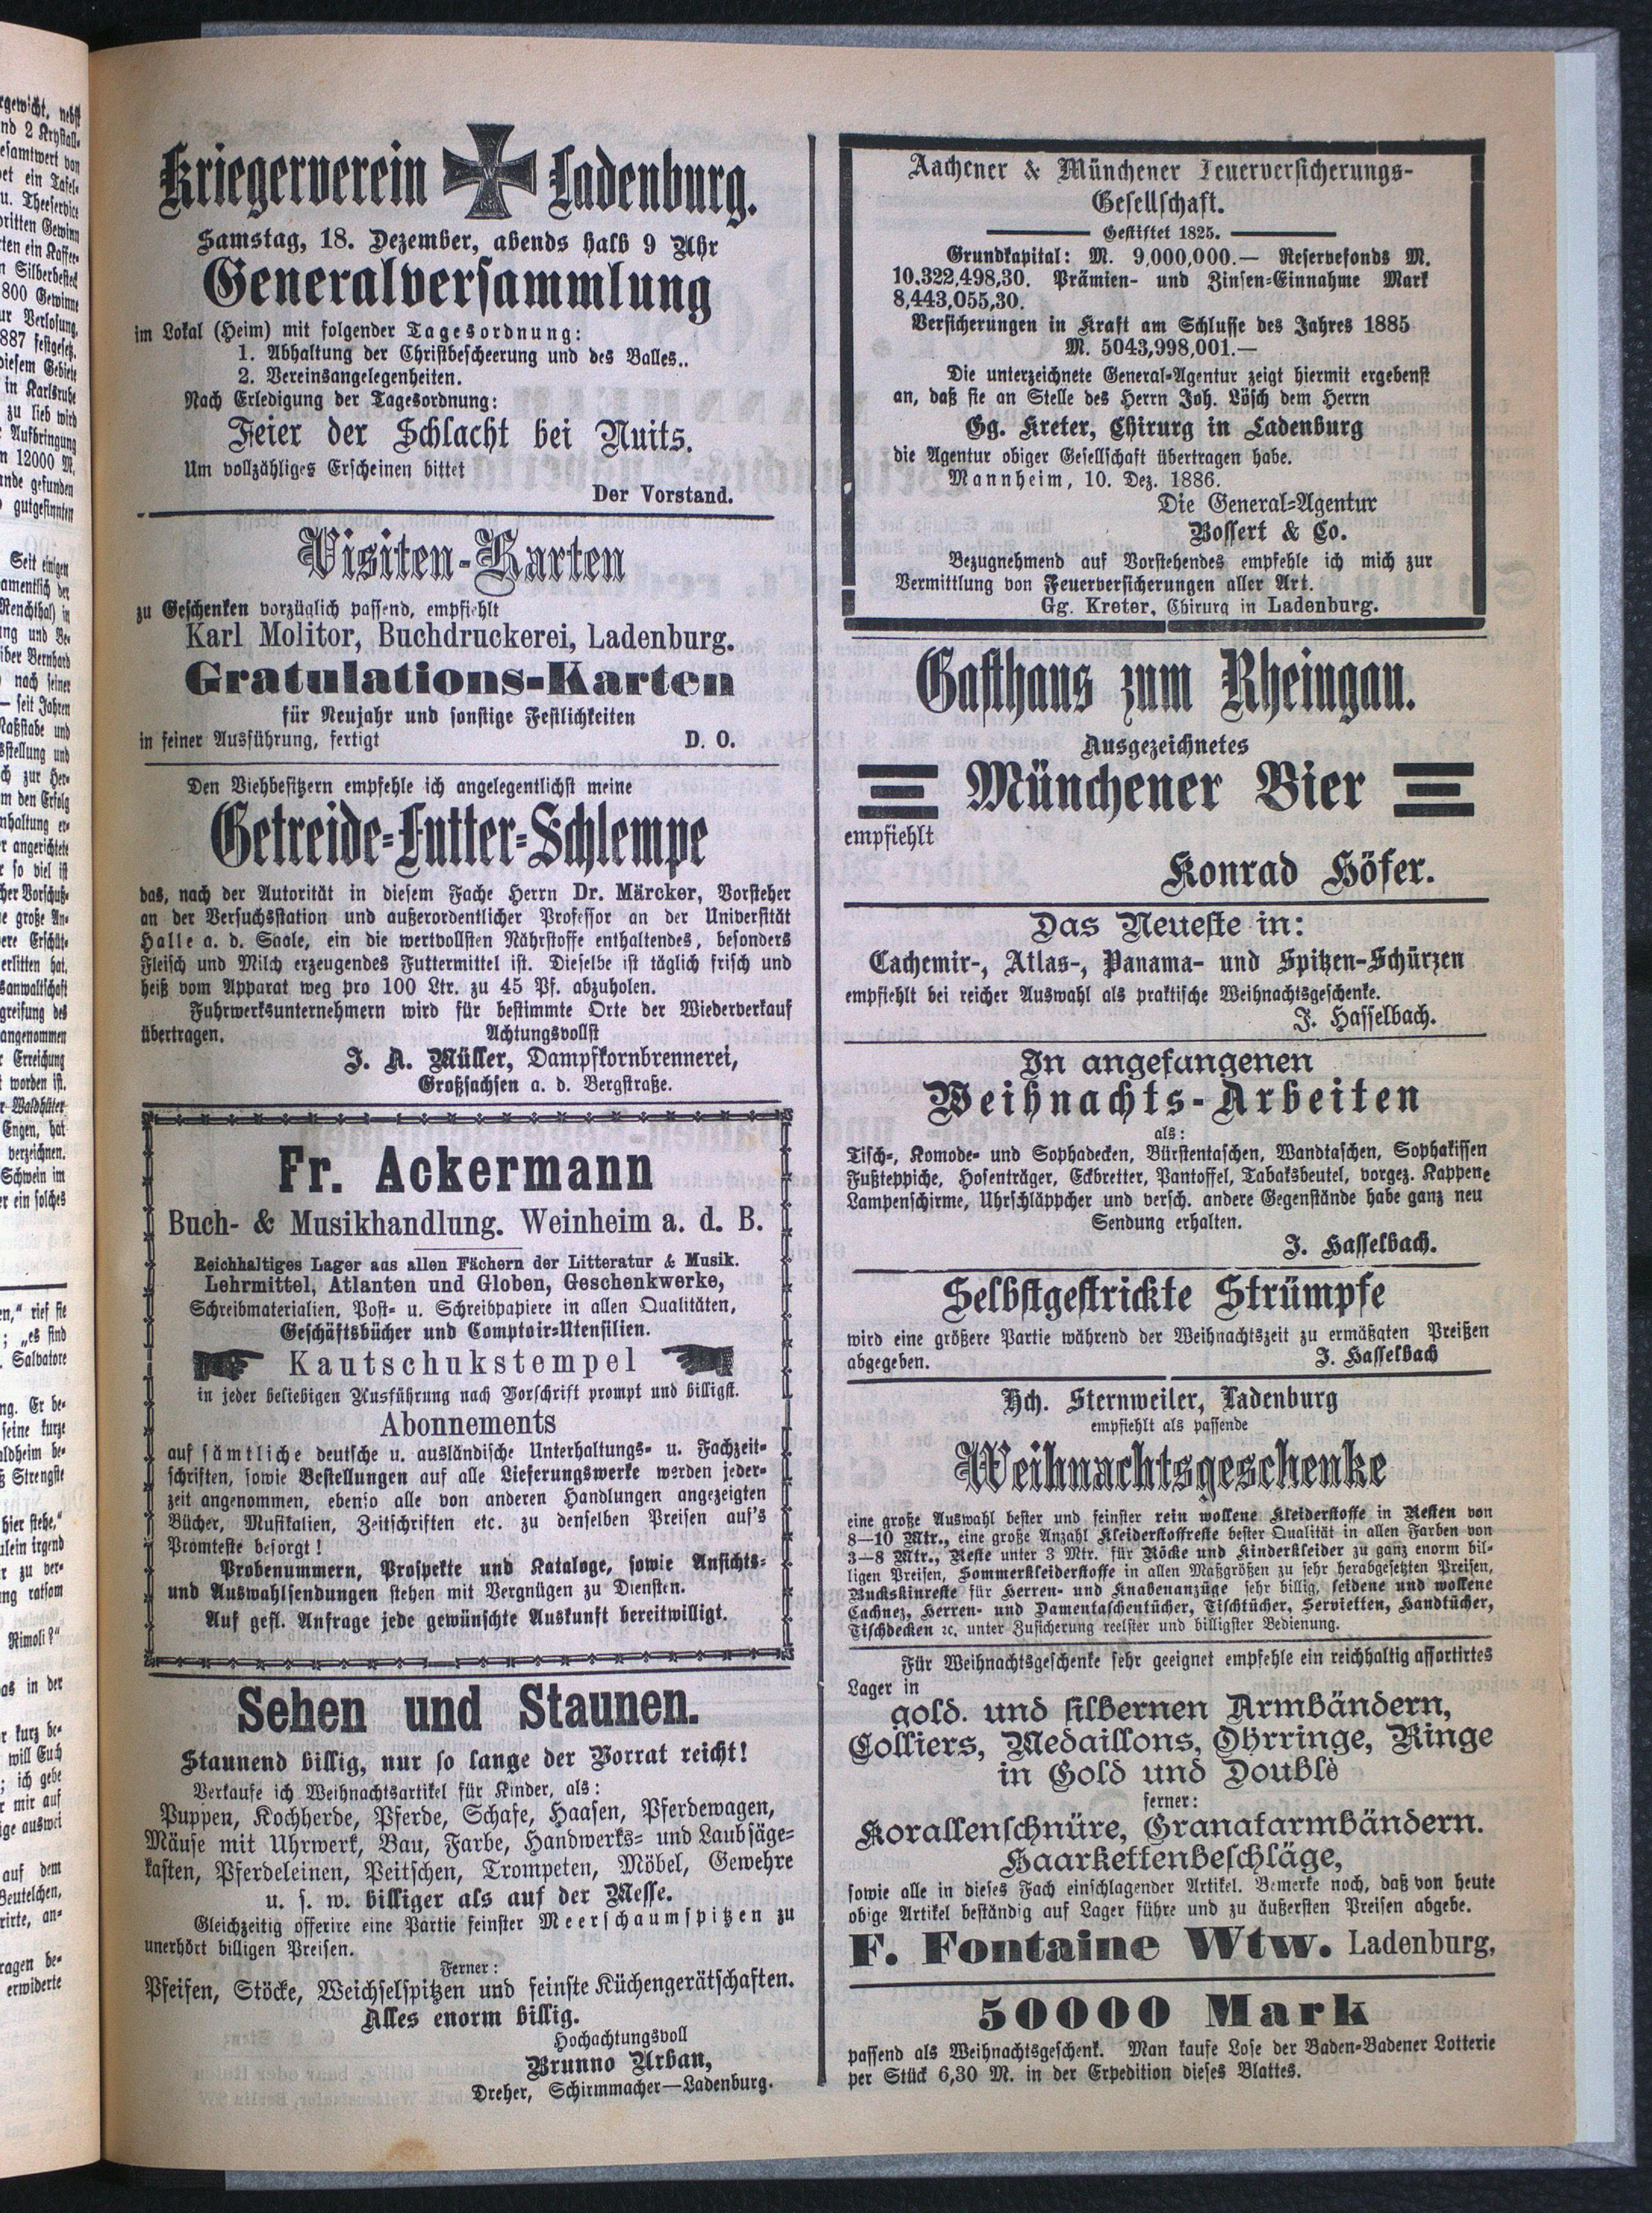 Kriegerverein Ladenburg.
Samstag, 18. Dezember, abends halb 9 Uhr
Generalversammlung
im Lokal (Heim) mit folgender Tagesordnung:
1. Abhaltung der Christbescheerung und des Balles..
2. Vereinsangelegenheiten.
Nach Erledigung der Tagesordnung:
Feier der Schlacht bei Nuits.
Um vollzähliges Erscheinen bittet
Der Vorstand.
Visiten-Karten
zu Geschenken vorzüglich passend, empfiehlt
Karl Molitor, Buchdruckerei, Ladenburg.
Gratulations-Karten
für Neujahr und sonstige Festlichkeiten
in feiner Ausführung, fertigt D. O.
Den Viehbesitzern empfehle ich angelegentlichst meine
Getreide-Futter-Schlempe
das, nach der Autorität in diesem Fache Herrn Dr. Märcker, Vorsteher
an der Versuchsstation und außerordentlicher Professor an der Universität
Halle a. d. Saale, ein die wertvollsten Nährstoffe enthaltendes, besonders
Fleisch und Milch erzeugendes Futtermittel ist. Dieselbe ist täglich frisch und
heiß vom Apparat weg pro 100 Ltr. zu 45 Pf. abzuholen.
Fuhrwerksunternehmern wird für bestimmte Orte der Wiederverkauf
übertragen. Achtungsvollst
J. A. Müller, Dampfkornbrennerei,
Großsachsen a. d. Bergstraße.
Fr. Ackermann
Buch- & Musikhandlung. Weinheim a. d. B.
Reichhaltiges Lager aus allen Fächern der Litteratur & Musik.
Lehrmittel, Atlanten und Globen, Geschenkwerke,
Schreibmaterialien, Post- u. Schreibpapiere in allen Qualitäten,
Geschäftsbücher und Comptoir-Utensilien.
Kautschukstempel
in jeder beliebigen Ausführung nach Vorschrift prompt und billigst.
Abonnements
auf sämtliche deutsche u. ausländische Unterhaltungs- u. Fachzeit-
schriften, sowie Bestellungen auf alle Lieferungswerke werden jeder-
zeit angenommen, ebenso alle von anderen Handlungen angezeigten
Bücher, Musikalien, Zeitschriften etc. zu denselben Preisen auf's
Promteste besorgt!
Probenummern, Prospekte und Kataloge, sowie Ansichts-
und Auswahlsendungen stehen mit Vergnügen zu Diensten.
Auf gefl. Anfrage jede gewünschte Auskunft bereitwilligt.
Sehen und Staunen.
Staunend billig, nur so lange der Vorrat reicht!
Verkaufe ich Weihnachtsartikel für Kinder, als:
Puppen, Kochherde, Pferde, Schafe, Haasen, Pferdewagen,
Mäuse mit Uhrwerk, Bau, Farbe, Handwerks- und Laubsäge-
kasten, Pferdeleinen, Peitschen, Trompeten, Möbel, Gewehre
u. s. w. billiger als auf der Messe.
Gleichzeitig offerire eine Partie feinster Meerschaumspitzen zu
unerhört billigen Preisen.
Ferner:
Pfeifen, Stöcke, Weichselspitzen und feinste Küchengerätschaften.
Alles enorm billig.
Hochachtungsvoll
Brunno Urban,
Dreher, Schirmmacher—Ladenburg.
Aachener & Münchener Feuerversicherungs-
Gesellschaft.
Gestiftet 1825.
Grundkapital: M. 9,000,000.— Reservefonds M.
10,322,498,30. Prämien- und Zinsen-Einnahme Mark
8,443,055,30.
Versicherungen in Kraft am Schlusse des Jahres 1885
M. 5043,998,001.—
Die unterzeichnete General-Agentur zeigt hiermit ergebenst
an, daß sie an Stelle des Herrn Joh. Lösch dem Herrn
Gg. Kreter, Chirurg in Ladenburg
die Agentur obiger Gesellschaft übertragen habe.
Mannheim, 10. Dez. 1886.
Die General-Agentur
Bossert & Co.
Bezugnehmend auf Vorstehendes empfehle ich mich zur
Vermittlung von Feuerversicherungen aller Art.
Gg. Kreter, Chirurg in Ladenburg.
Gasthaus zum Rheingau.
Ausgezeichnetes
Münchener Bier
empfiehlt
Konrad Höfer.
Das Neueste in:
Cachemir-, Atlas-, Panama- und Spitzen-Schürzen
empfiehlt bei reicher Auswahl als praktische Weihnachtsgeschenke.
J. Hasselbach.
In angefangenen
Weihnachts-Arbeiten
als:
Tisch-, Komode- und Sophadecken, Bürstentaschen, Wandtaschen, Sophakissen
Fußteppiche, Hosenträger, Eckbretter, Pantoffel, Tabaksbeutel, vorgez. Kappene
Lampenschirme, Uhrschläppcher und versch. andere Gegenstände habe ganz neu
Sendung erhalten.
J. Hasselbach.
Selbstgestrickte Strümpfe
wird eine größere Partie während der Weihnachtszeit zu ermäßgten Preißen
abgegeben. J. Hasselbach
Hch. Sternweiler, Ladenburg
empfiehlt als passende
Weihnachtsgeschenke
eine große Auswahl bester und feinster rein wollene Kleiderstoffe in Resten von
8—10 Mtr., eine große Anzahl Kleiderstoffreste bester Qualität in allen Farben von
3—8 Mtr., Reste unter 3 Mtr. für Röcke und Kinderkleider zu ganz enorm bil-
ligen Preisen, Sommerkleiderstoffe in allen Maßgrößen zu sehr herabgesetzten Preisen,
Buckskinreste für Herren- und Knabenanzüge sehr billig, seidene und wollene
Cachnez, Herren- und Damentaschentücher, Tischtücher, Servietten, Handtücher,
Tischdecken ꝛc. unter Zusicherung reelster und billigster Bedienung.
Für Weihnachtsgeschenke sehr geeignet empfehle ein reichhaltig assortirtes
Lager in
gold. und silbernen Armbändern,
Colliers, Medaillons, Ohrringe, Ringe
in Gold und Doublè
ferner:
Korallenschnüre, Granatarmbändern.
Haarkettenbeschläge,
sowie alle in dieses Fach einschlagender Artikel. Bemerke noch, daß von heute
obige Artikel beständig auf Lager führe und zu äußersten Preisen abgebe.
F. Fontaine Wtw. Ladenburg,
50000 Mark
passend als Weihnachtsgeschenk. Man kaufe Lose der Baden-Badener Lotterie
per Stück 6,30 M. in der Expedition dieses Blattes.